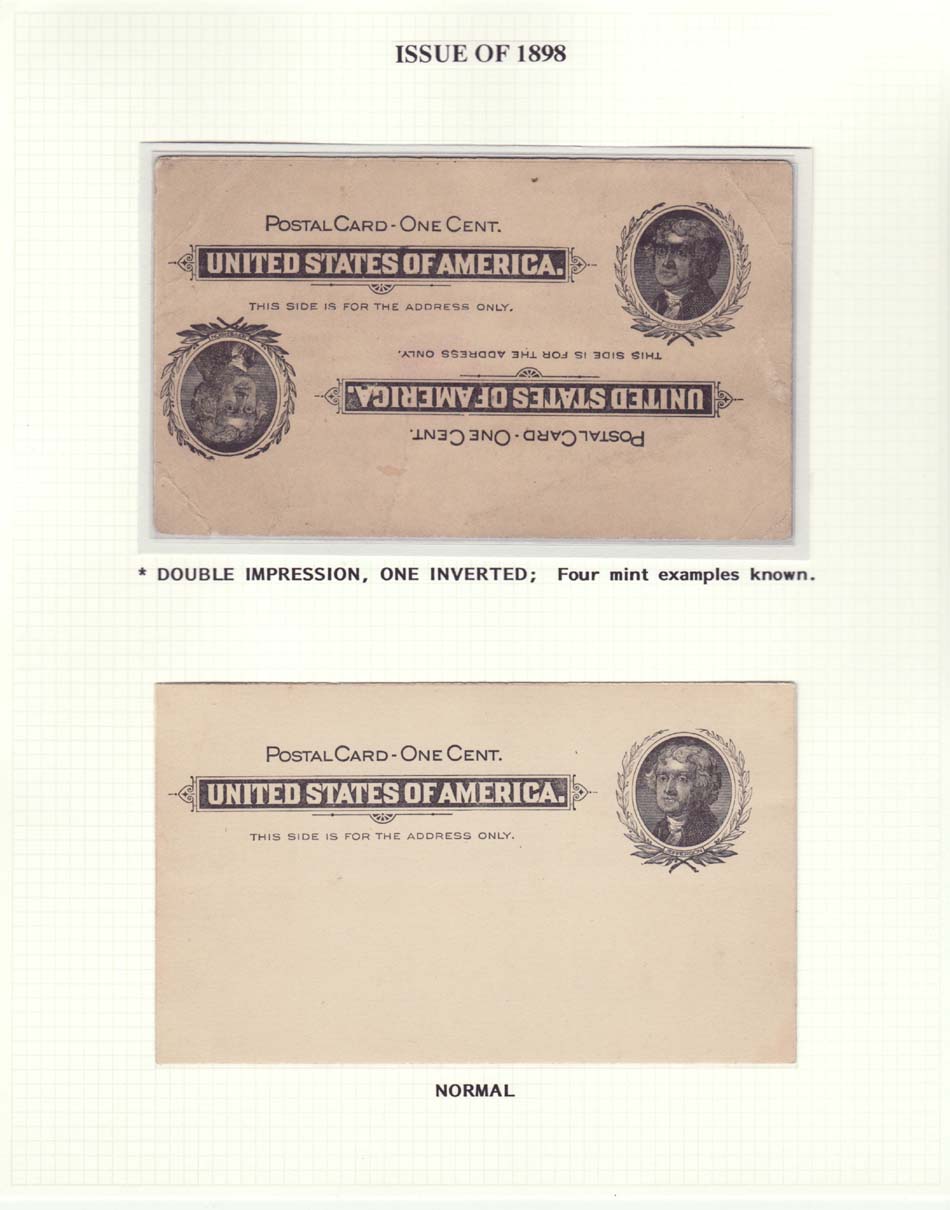 ISSUE OF 1898
POSTAL CARD - ONE CENT.
UNITED STATES OF AMERICA.
THIS SIDE IS FOR THE ADDRESS ONLY.
JEFFERSON
THIS SIDE IS FOR THE ADDRESS ONLY.
UNITED STATES OF AMERICA.
POSTAL CARD - ONE CENT.
* DOUBLE IMPRESSION, ONE INVERTED; Four mint examples known.
POSTAL CARD - ONE CENT.
UNITED STATES OF AMERICA.
THIS SIDE IS FOR THE ADDRESS ONLY.
JEFFERSON
NORMAL